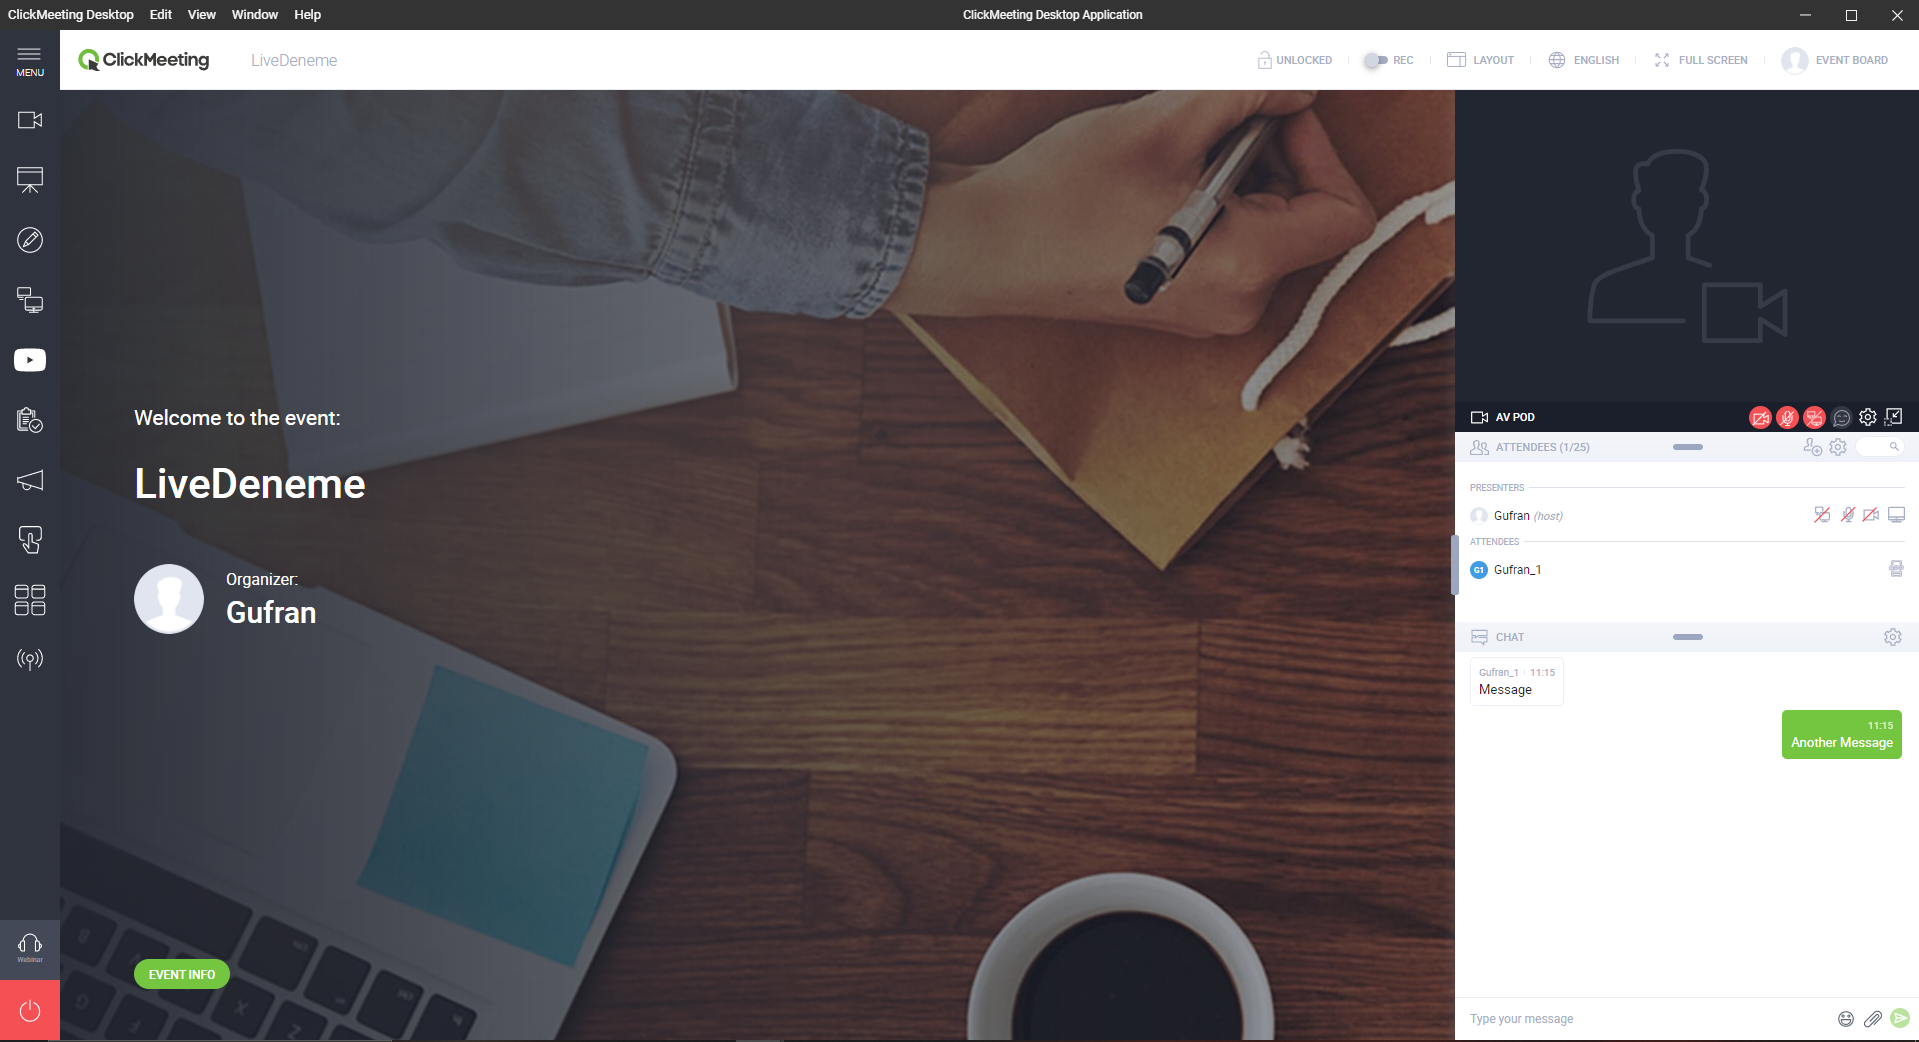 ClickMeeting Desktop Edit View Window Help
ClickMeeting Desktop Application
MENU
ClickMeeting
LiveDeneme
UNLOCKED
REC
LAYOUT
ENGLISH
FULL SCREEN
EVENT BOARD
Welcome to the event:
LiveDeneme
Organizer:
Gufran
EVENT INFO
Webinar
AV POD
ATTENDEES (1/25)
PRESENTERS
Gufran (host)
ATTENDEES
G1 Gufran_1
CHAT
Gufran_1 11:15
Message
11:15
Another Message
Type your message